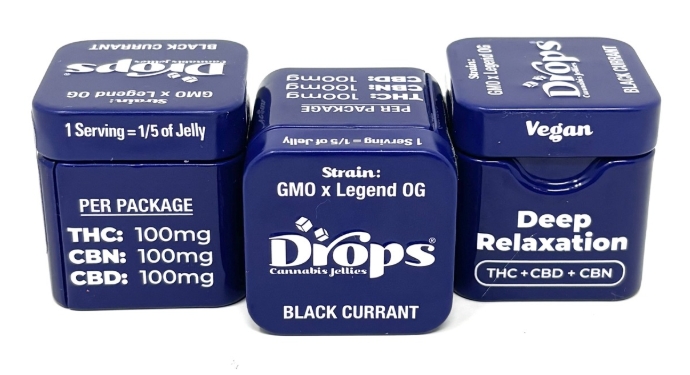 BLACK CURRANT
Drops
Cannabis Jellies
Strain:
GMO x Legend OG
1 Serving = 1/5 of Jelly
PER PACKAGE
THC: 100mg
CBN: 100mg
CBD: 100mg
CBD: 100mg
CBN: 100mg
THC: 100mg
PER PACKAGE
1 Serving = 1/5 of Jelly
Strain:
GMO x Legend OG
Drops®
Cannabis Jellies
BLACK CURRANT
Strain:
GMO x Legend OG
Drops
Cannabis Jellies
BLACK CURRANT
Vegan
Deep
Relaxation
THC + CBD + CBN